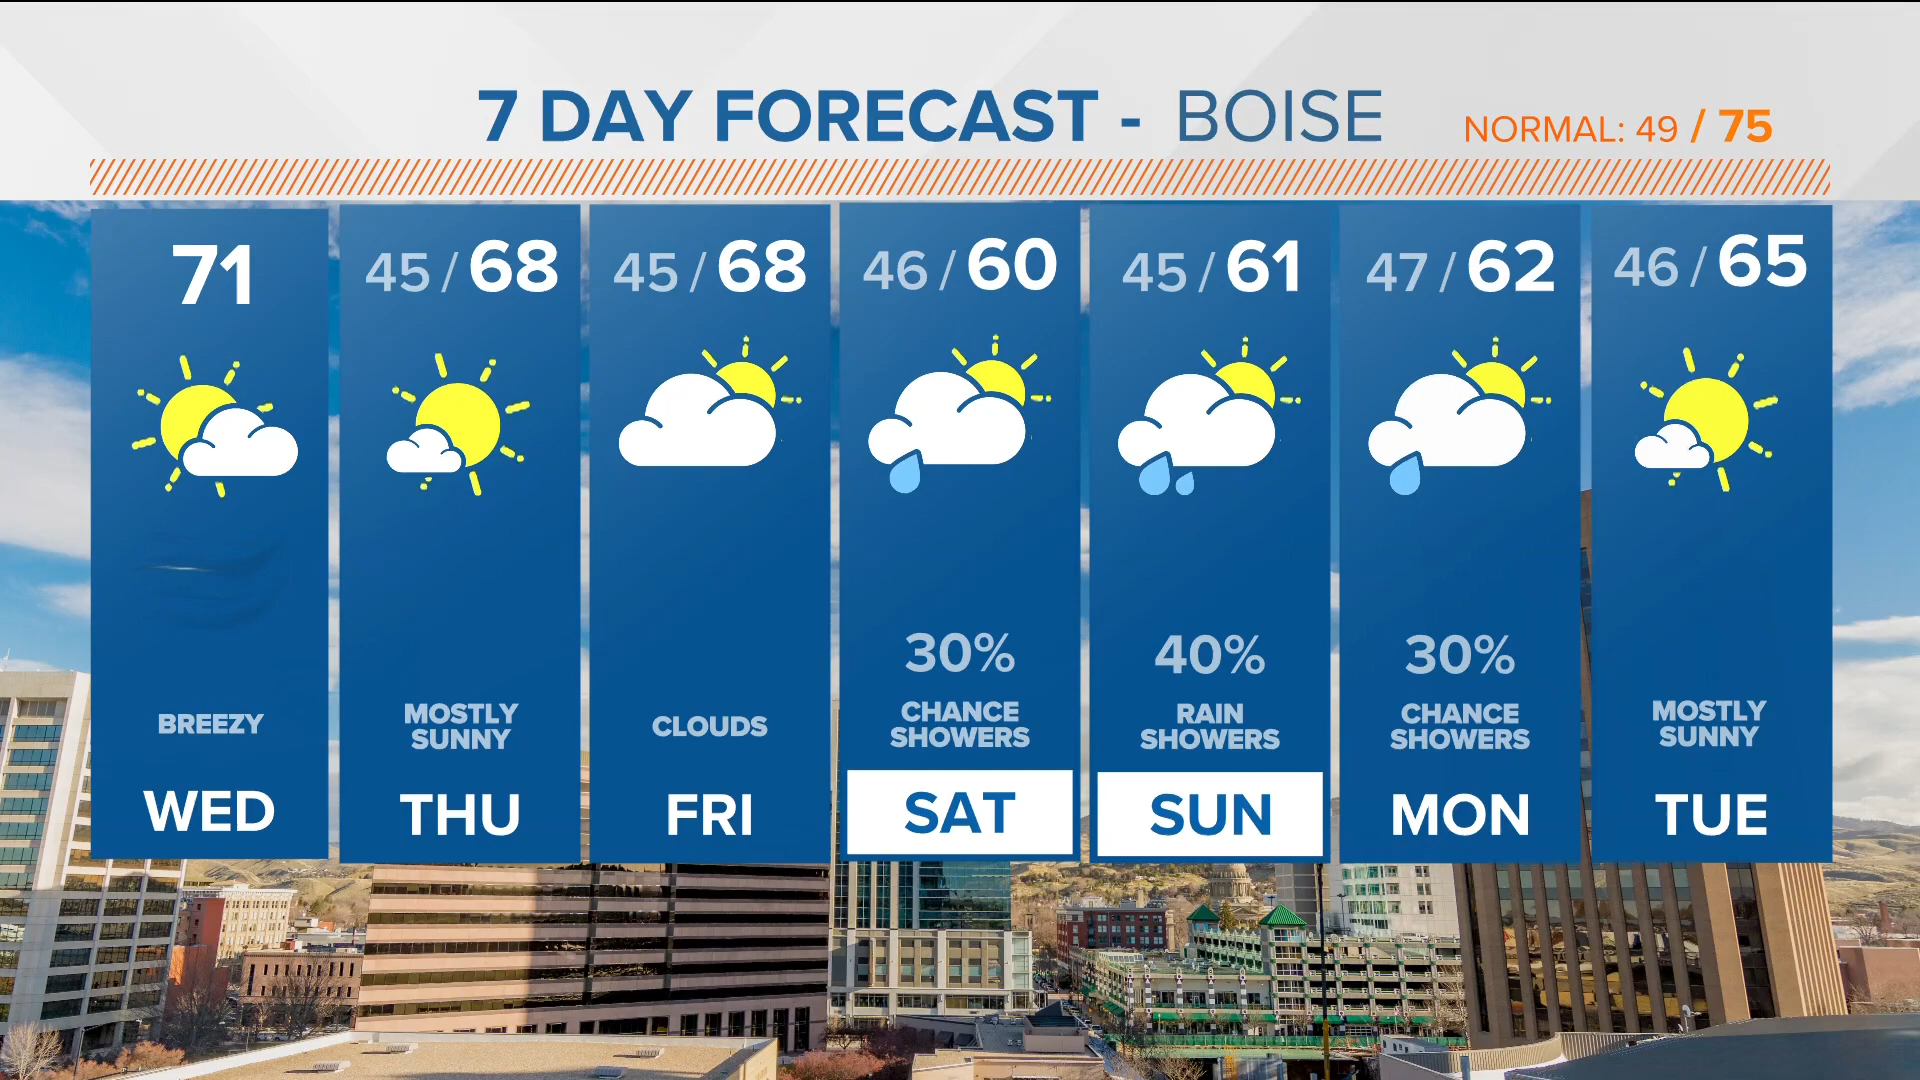 7 DAY FORECAST - BOISE
NORMAL: 49 / 75
71
BREEZY
WED
45 / 68
MOSTLY
SUNNY
THU
45 / 68
CLOUDS
FRI
46 / 60
30%
CHANCE
SHOWERS
SAT
45 / 61
40%
RAIN
SHOWERS
SUN
47 / 62
30%
CHANCE
SHOWERS
MON
46 / 65
MOSTLY
SUNNY
TUE